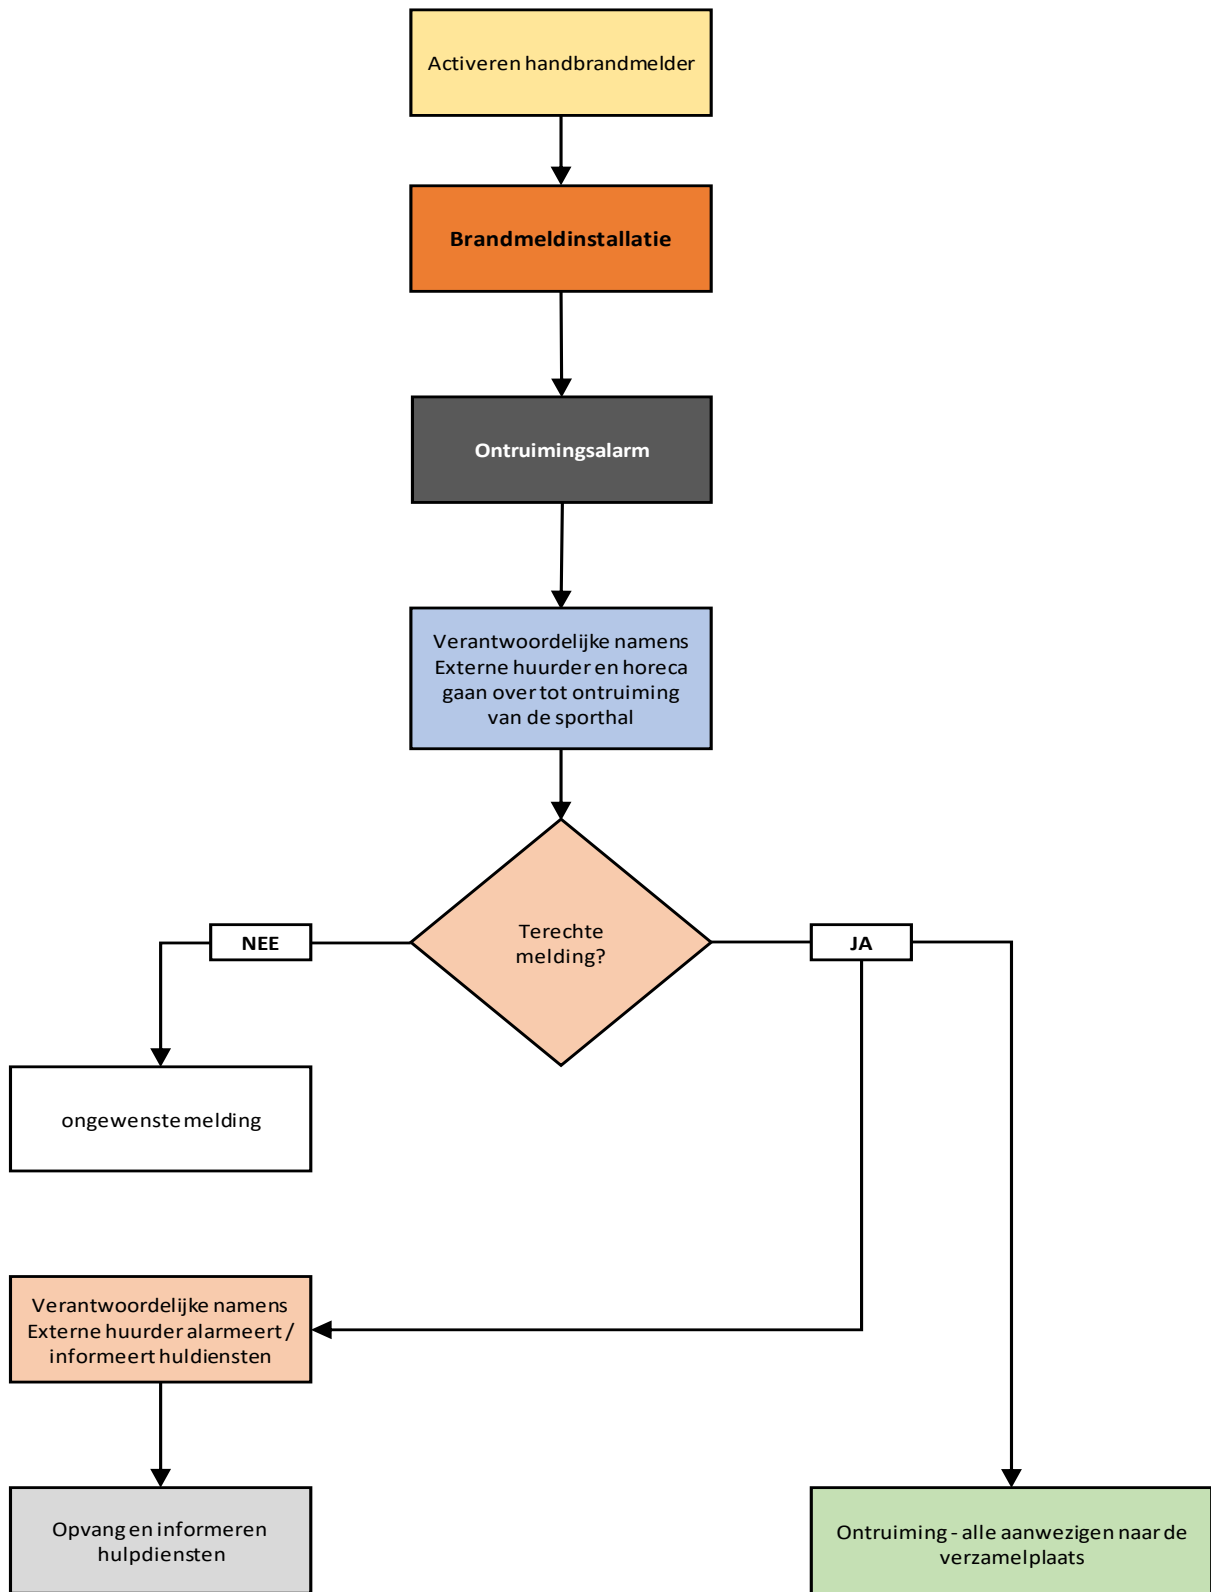 Activeren handbrandmelder
Brandmeldinstallatie
Ontruimingsalarm
Verantwoordelijke namens
Externe huurder en horeca
gaan over tot ontruiming
van de sporthal
Terechte
melding?
NEE
JA
ongewenste melding
Verantwoordelijke namens
Externe huurder alarmeert /
informeert huldiensten
Opvang en informeren
hulpdiensten
Ontruiming - alle aanwezigen naar de
verzamelplaats